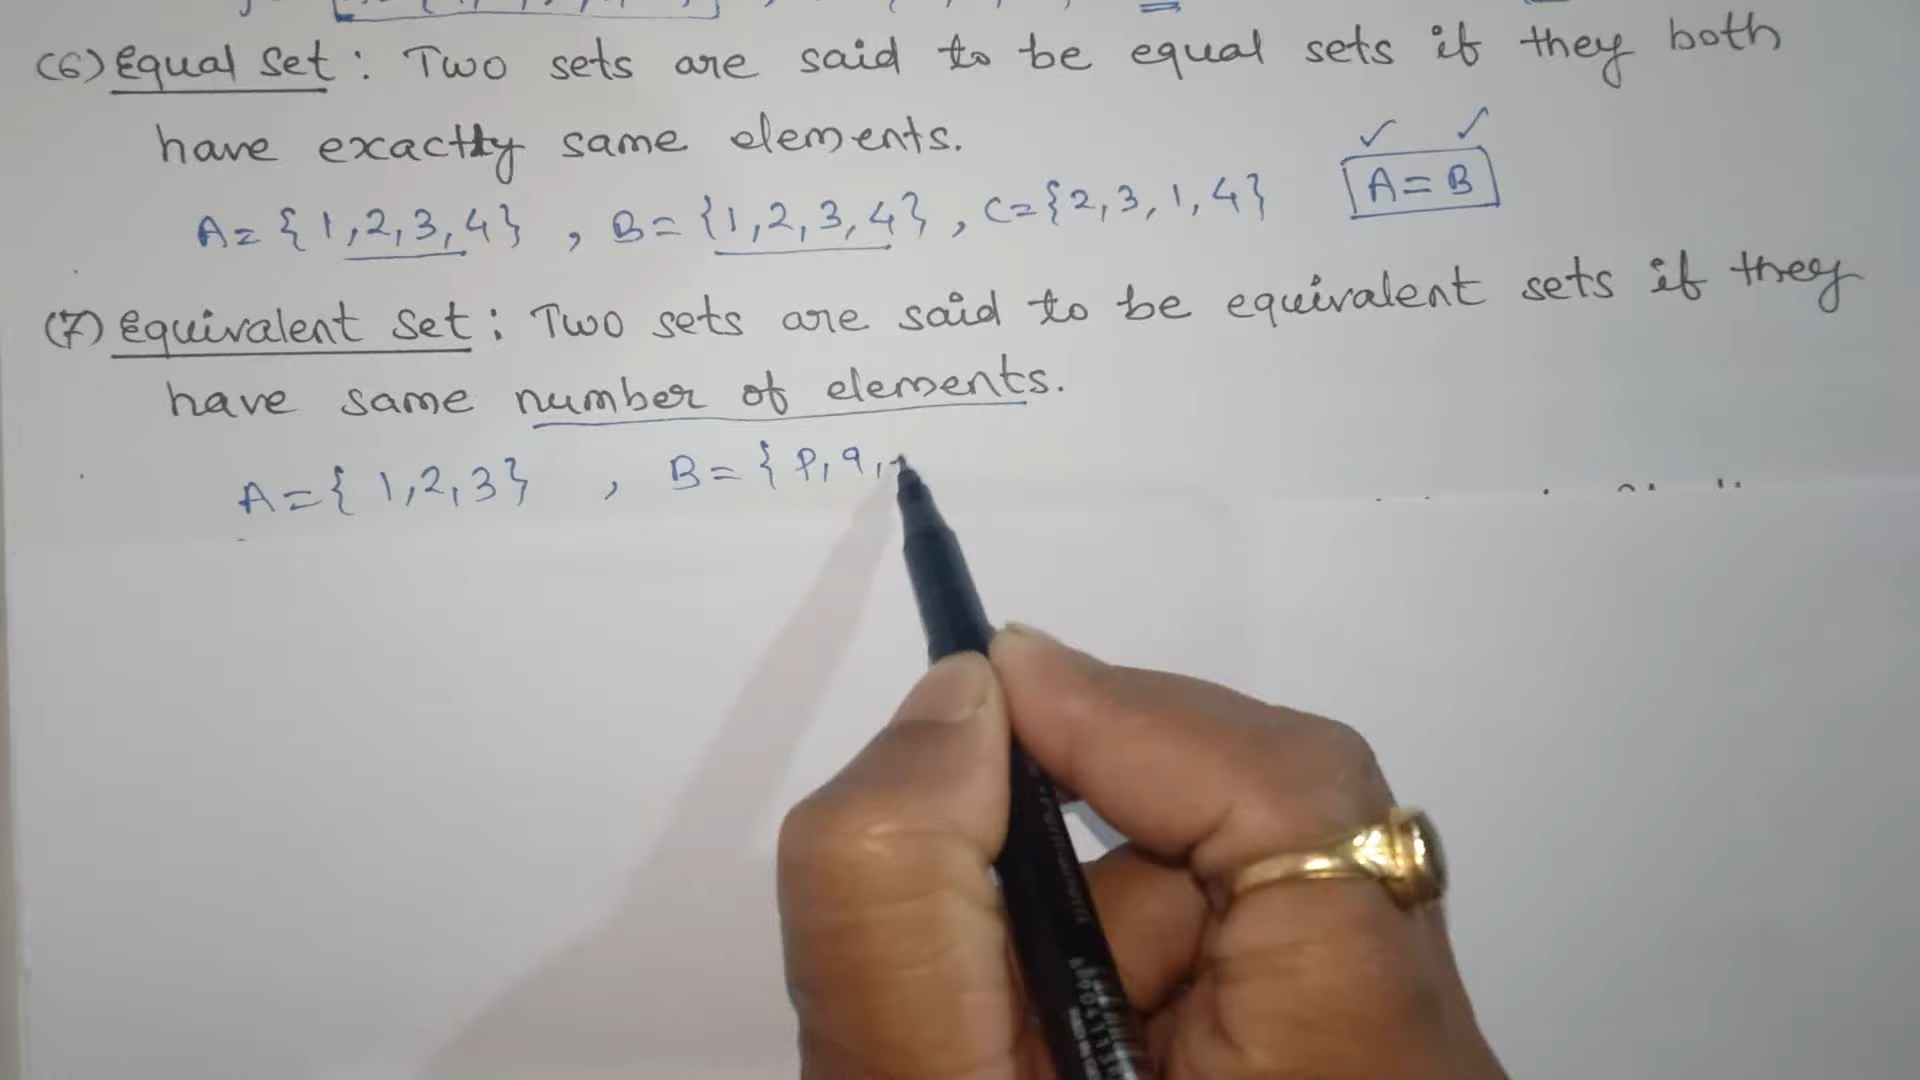 (6) Equal Set : Two sets are said to be equal sets if they both
have exactly same elements.
A = { 1,2,3,4} , B = {1,2,3,4} , C = {2,3,1,4} A = B
(7) Equivalent Set : Two sets are said to be equivalent sets if they
have same number of elements.
A = { 1,2,3} , B = { p, q,